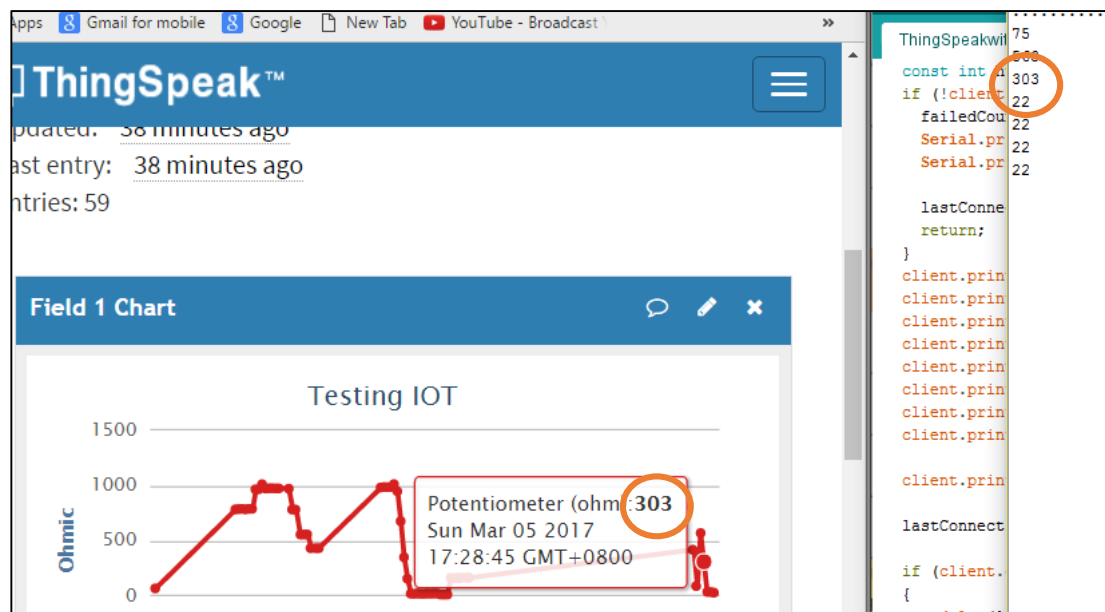 Apps Gmail for mobile Google New Tab YouTube - Broadcast »
ThingSpeak™
Updated: 38 minutes ago
Last entry: 38 minutes ago
Entries: 59
Field 1 Chart
Testing IOT
1500
1000
500
0
Ohmic
Potentiometer (ohm):303
Sun Mar 05 2017
17:28:45 GMT+0800
ThingSpeakwit
const int
if (!client
failedCou
Serial.pr
Serial.pr
lastConne
return;
}
client.prin
client.prin
client.prin
client.prin
client.prin
client.prin
client.prin
client.prin
client.prin
lastConnect
if (client.
{
75
303
22
22
22
22